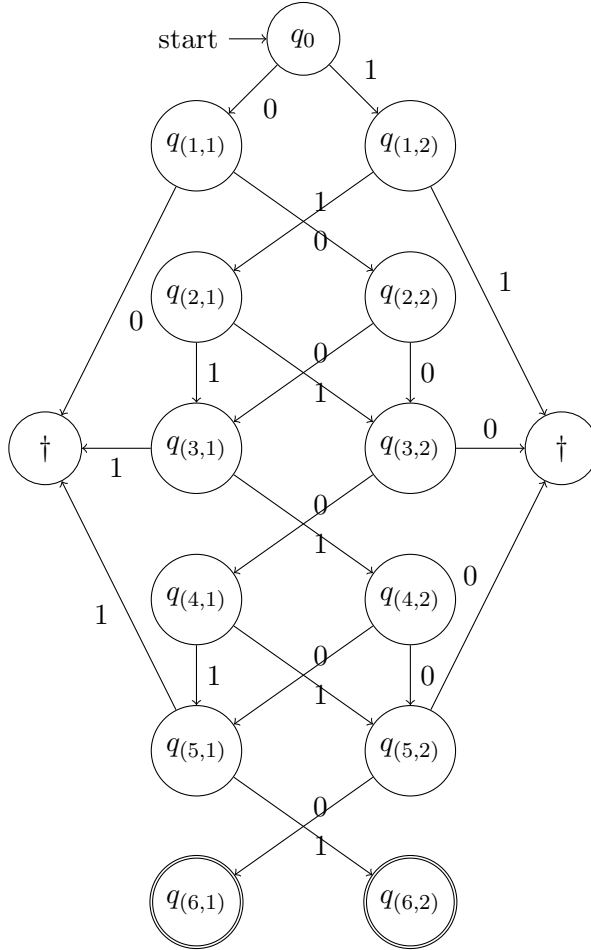 start q₀
0 1
q₍₁,₁₎ q₍₁,₂₎
1
0
q₍₂,₁₎ q₍₂,₂₎
1
0
0
1 0
1
† q₍₃,₁₎ q₍₃,₂₎ 0 †
1
0
1
q₍₄,₁₎ q₍₄,₂₎ 0
1
0
1 0
1
q₍₅,₁₎ q₍₅,₂₎
0
1
q₍₆,₁₎ q₍₆,₂₎